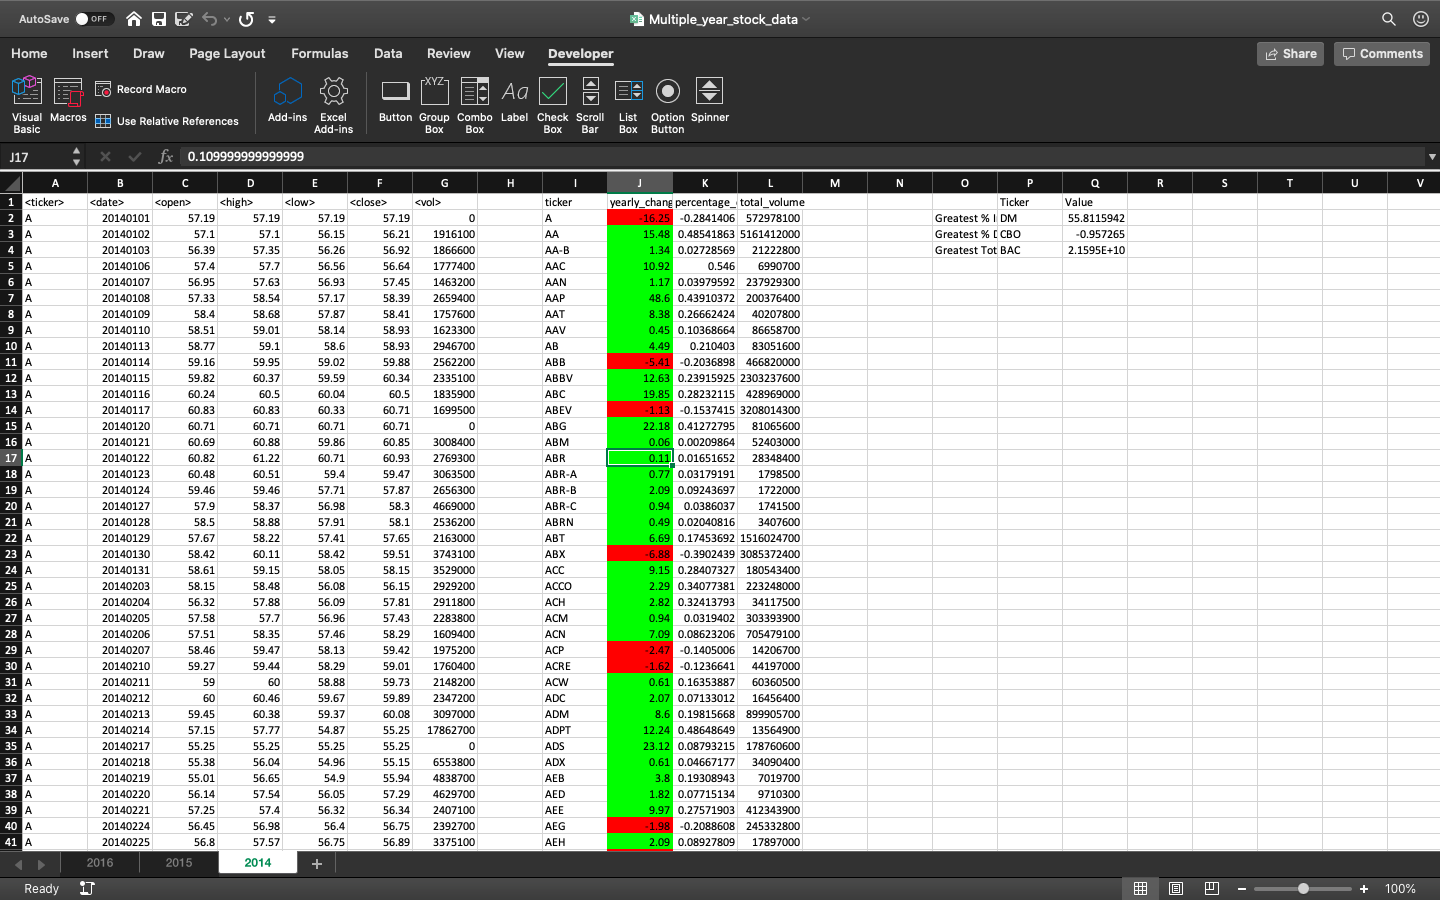 AutoSave OFF Multiple_year_stock_data
Home Insert Draw Page Layout Formulas Data Review View Developer Share Comments
Visual Basic Macros Record Macro Use Relative References Add-ins Excel Add-ins Button Group Box Combo Box Label Check Box Scroll Bar List Box Option Button Spinner
XYZ Aa
J17 fx 0.109999999999999
A B C D E F G H I J K L M N O P Q R S T U V
1 <ticker> <date> <open> <high> <low> <close> <vol> ticker yearly_chang percentage_ total_volume Ticker Value
2 A 20140101 57.19 57.19 57.19 57.19 0 A -16.25 -0.2841406 572978100 Greatest % I DM 55.8115942
3 A 20140102 57.1 57.1 56.15 56.21 1916100 AA 15.48 0.48541863 5161412000 Greatest % D CBO -0.957265
4 A 20140103 56.39 57.35 56.26 56.92 1866600 AA-B 1.34 0.02728569 21222800 Greatest Tot BAC 2.1595E+10
5 A 20140106 57.4 57.7 56.56 56.64 1777400 AAC 10.92 0.546 6990700
6 A 20140107 56.95 57.63 56.93 57.45 1463200 AAN 1.17 0.03979592 237929300
7 A 20140108 57.33 58.54 57.17 58.39 2659400 AAP 48.6 0.43910372 200376400
8 A 20140109 58.4 58.68 57.87 58.41 1757600 AAT 8.38 0.26662424 40207800
9 A 20140110 58.51 59.01 58.14 58.93 1623300 AAV 0.45 0.10368664 86658700
10 A 20140113 58.77 59.1 58.6 58.93 2946700 AB 4.49 0.210403 83051600
11 A 20140114 59.16 59.95 59.02 59.88 2562200 ABB -5.41 -0.2036898 466820000
12 A 20140115 59.82 60.37 59.59 60.34 2335100 ABBV 12.63 0.23915925 2303237600
13 A 20140116 60.24 60.5 60.04 60.5 1835900 ABC 19.85 0.28232115 428969000
14 A 20140117 60.83 60.83 60.33 60.71 1699500 ABEV -1.13 -0.1537415 3208014300
15 A 20140120 60.71 60.71 60.71 60.71 0 ABG 22.18 0.41272795 81065600
16 A 20140121 60.69 60.88 59.86 60.85 3008400 ABM 0.06 0.00209864 52403000
17 A 20140122 60.82 61.22 60.71 60.93 2769300 ABR 0.11 0.01651652 28348400
18 A 20140123 60.48 60.51 59.4 59.47 3063500 ABR-A 0.77 0.03179191 1798500
19 A 20140124 59.46 59.46 57.71 57.87 2656300 ABR-B 2.09 0.09243697 1722000
20 A 20140127 57.9 58.37 56.98 58.3 4669000 ABR-C 0.94 0.0386037 1741500
21 A 20140128 58.5 58.88 57.91 58.1 2536200 ABRN 0.49 0.02040816 3407600
22 A 20140129 57.67 58.22 57.41 57.65 2163000 ABT 6.69 0.17453692 1516024700
23 A 20140130 58.42 60.11 58.42 59.51 3743100 ABX -6.88 -0.3902439 3085372400
24 A 20140131 58.61 59.15 58.05 58.15 3529000 ACC 9.15 0.28407327 180543400
25 A 20140203 58.15 58.48 56.08 56.15 2929200 ACCO 2.29 0.34077381 223248000
26 A 20140204 56.32 57.88 56.09 57.81 2911800 ACH 2.82 0.32413793 34117500
27 A 20140205 57.58 57.7 56.96 57.43 2283800 ACM 0.94 0.0319402 303393900
28 A 20140206 57.51 58.35 57.46 58.29 1609400 ACN 7.09 0.08623206 705479100
29 A 20140207 58.46 59.47 58.13 59.42 1975200 ACP -2.47 -0.1405006 14206700
30 A 20140210 59.27 59.44 58.29 59.01 1760400 ACRE -1.62 -0.1236641 44197000
31 A 20140211 59 60 58.88 59.73 2148200 ACW 0.61 0.16353887 60360500
32 A 20140212 60 60.46 59.67 59.89 2347200 ADC 2.07 0.07133012 16456400
33 A 20140213 59.45 60.38 59.37 60.08 3097000 ADM 8.6 0.19815668 899905700
34 A 20140214 57.15 57.77 54.87 55.25 17862700 ADPT 12.24 0.48648649 13564900
35 A 20140217 55.25 55.25 55.25 55.25 0 ADS 23.12 0.08793215 178760600
36 A 20140218 55.38 56.04 54.96 55.15 6553800 ADX 0.61 0.04667177 34090400
37 A 20140219 55.01 56.65 54.9 55.94 4838700 AEB 3.8 0.19308943 7019700
38 A 20140220 56.14 57.54 56.05 57.29 4629700 AED 1.82 0.07715134 9710300
39 A 20140221 57.25 57.4 56.32 56.34 2407100 AEE 9.97 0.27571903 412343900
40 A 20140224 56.45 56.98 56.4 56.75 2392700 AEG -1.98 -0.2088608 245332800
41 A 20140225 56.8 57.57 56.75 56.89 3375100 AEH 2.09 0.08927809 17897000
2016 2015 2014 +
Ready 100%